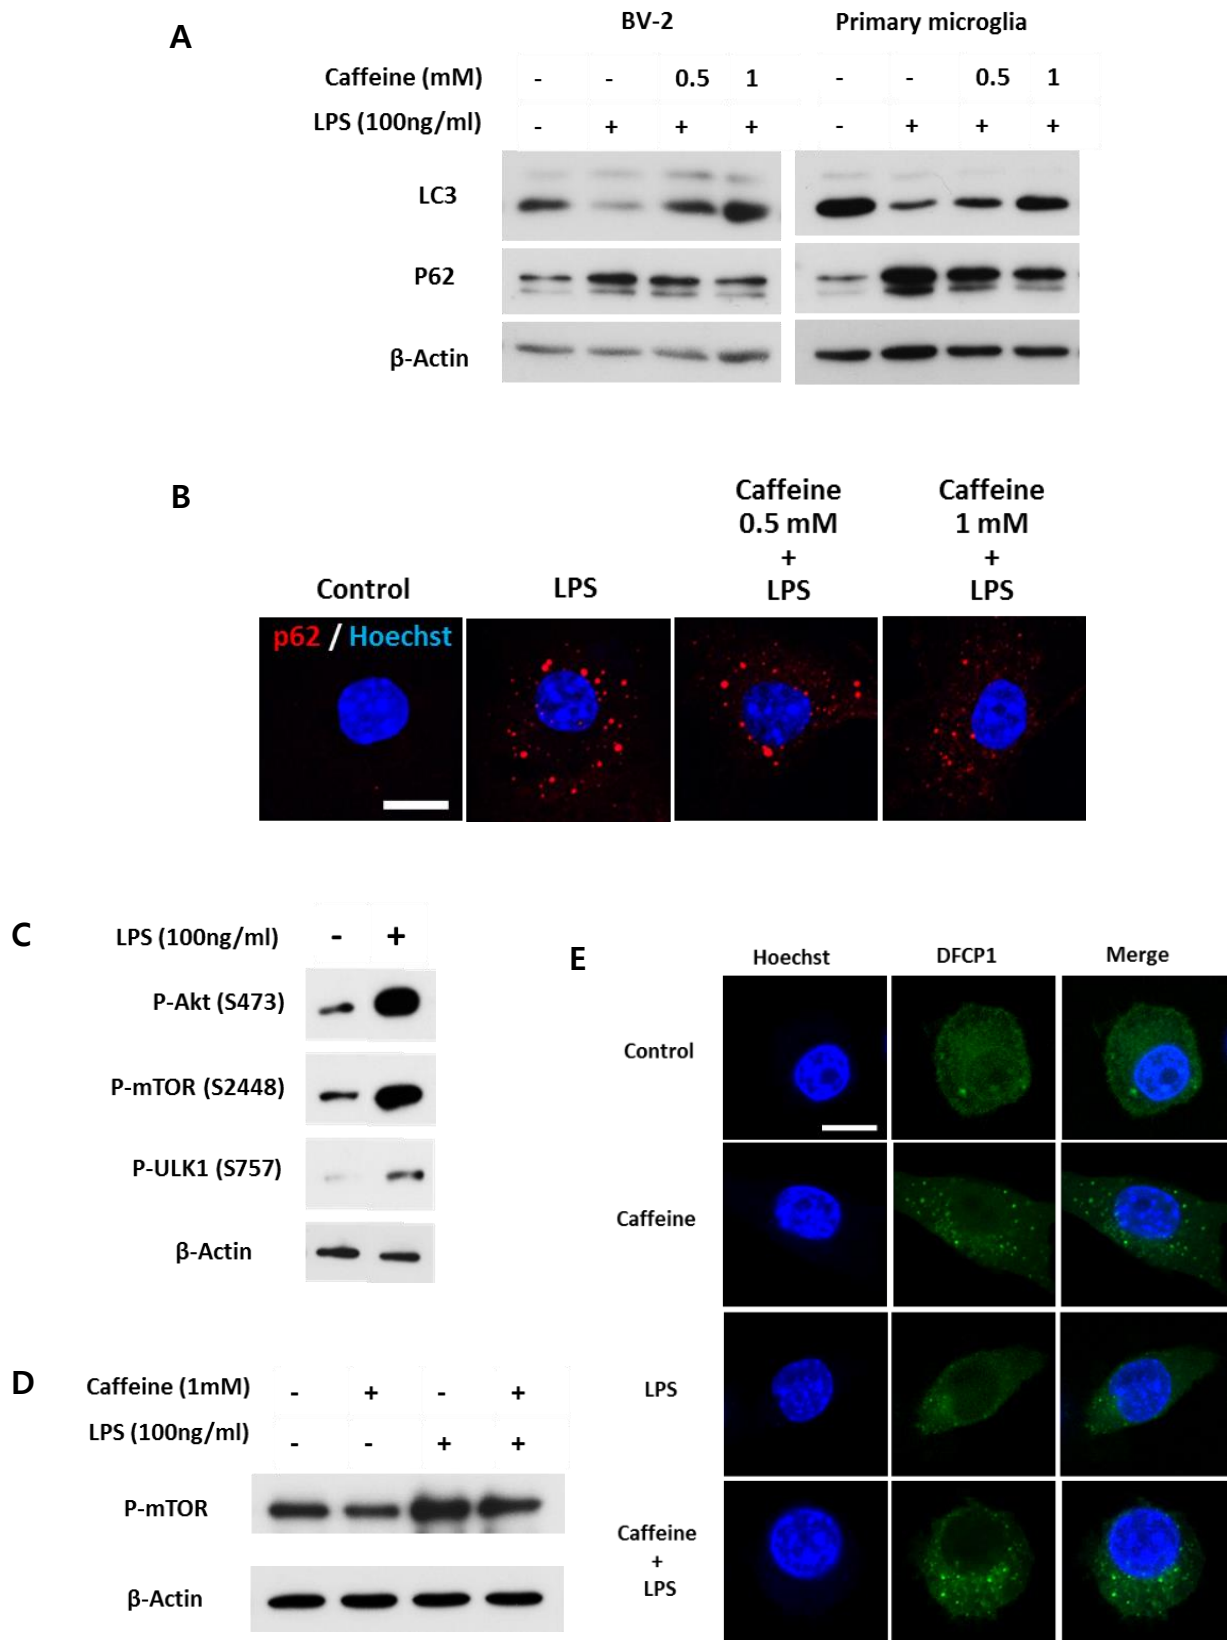 A
BV-2 Primary microglia
Caffeine (mM) - - 0.5 1 - - 0.5 1
LPS (100ng/ml) - + + + - + + +
LC3
P62
β-Actin
B
Control
LPS
Caffeine
0.5 mM
+
LPS
Caffeine
1 mM
+
LPS
p62 / Hoechst
C
LPS (100ng/ml) - +
P-Akt (S473)
P-mTOR (S2448)
P-ULK1 (S757)
β-Actin
D
Caffeine (1mM) - + - +
LPS (100ng/ml) - - + +
P-mTOR
β-Actin
E
Hoechst DFCP1 Merge
Control
Caffeine
LPS
Caffeine
+
LPS